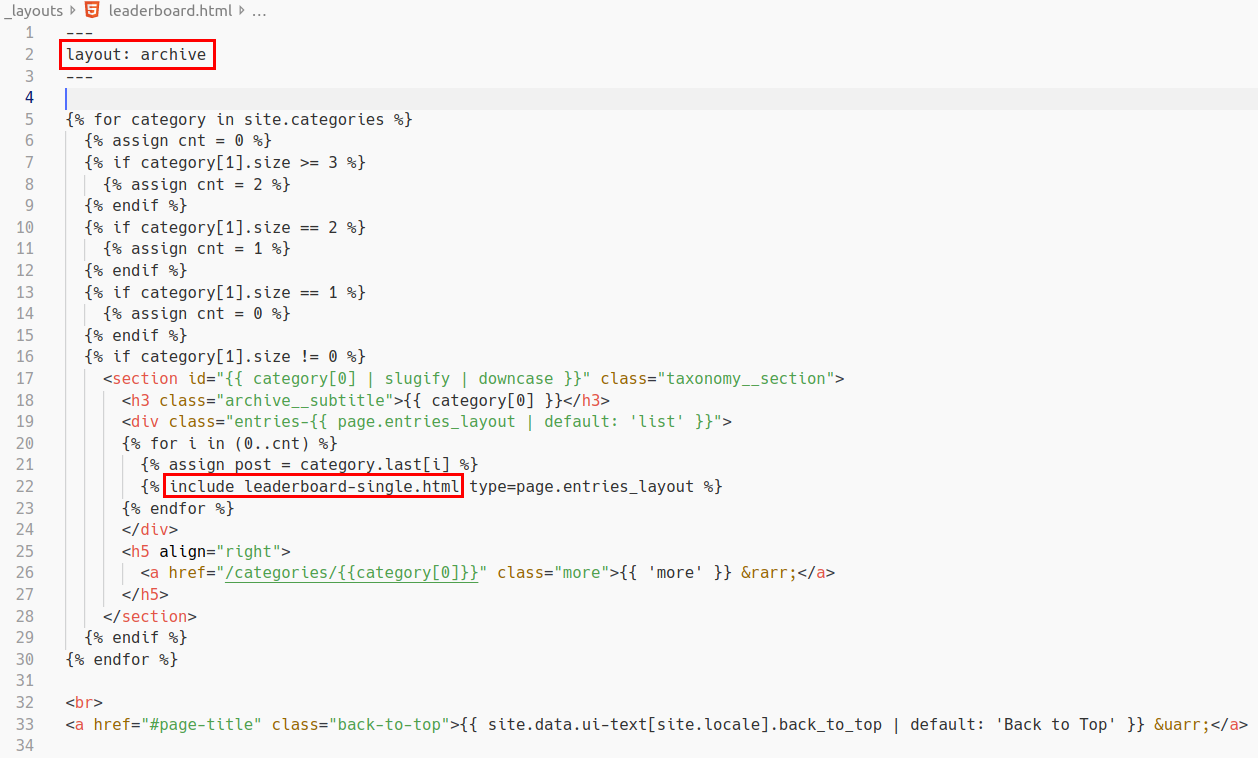 _layouts > leaderboard.html > ...
1 ---
2 layout: archive
3 ---
4
5 {% for category in site.categories %}
6   {% assign cnt = 0 %}
7   {% if category[1].size >= 3 %}
8     {% assign cnt = 2 %}
9   {% endif %}
10   {% if category[1].size == 2 %}
11     {% assign cnt = 1 %}
12   {% endif %}
13   {% if category[1].size == 1 %}
14     {% assign cnt = 0 %}
15   {% endif %}
16   {% if category[1].size != 0 %}
17     <section id="{{ category[0] | slugify | downcase }}" class="taxonomy__section">
18       <h3 class="archive__subtitle">{{ category[0] }}</h3>
19       <div class="entries-{{ page.entries_layout | default: 'list' }}">
20       {% for i in (0..cnt) %}
21         {% assign post = category.last[i] %}
22         {% include leaderboard-single.html type=page.entries_layout %}
23       {% endfor %}
24       </div>
25       <h5 align="right">
26         <a href="/categories/{{category[0]}}" class="more">{{ 'more' }} &rarr;</a>
27       </h5>
28     </section>
29   {% endif %}
30 {% endfor %}
31
32 <br>
33 <a href="#page-title" class="back-to-top">{{ site.data.ui-text[site.locale].back_to_top | default: 'Back to Top' }} &uarr;</a>
34